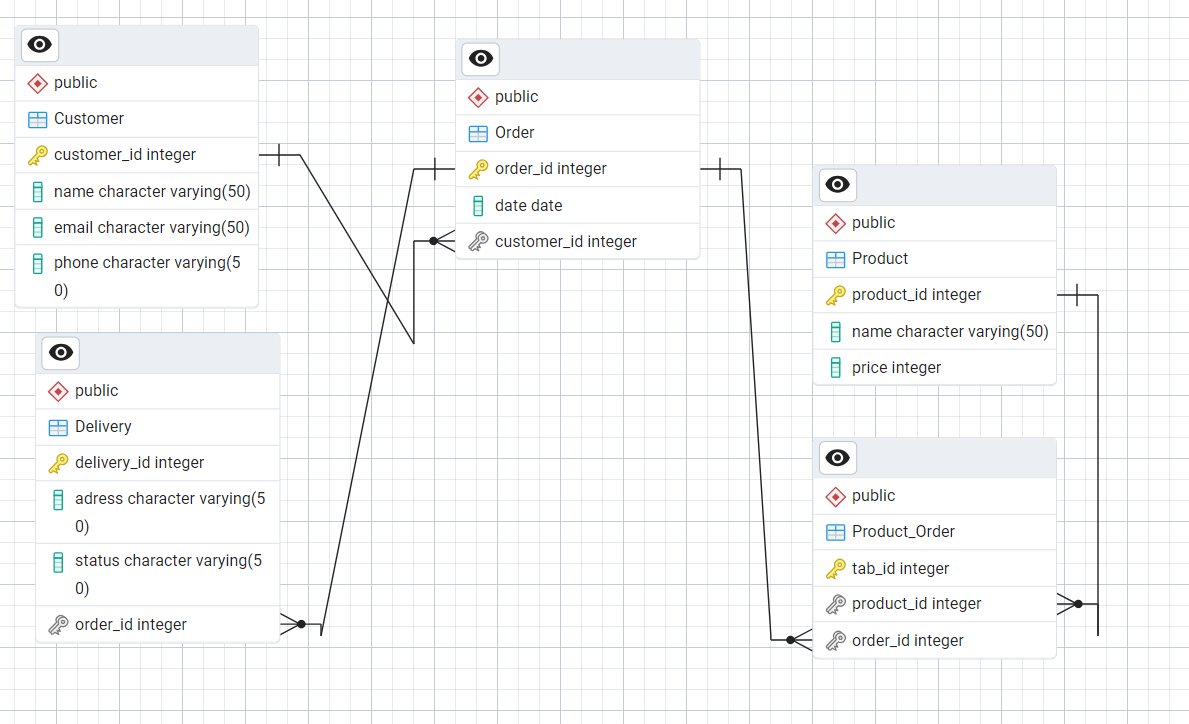 public
Customer
customer_id integer
name character varying(50)
email character varying(50)
phone character varying(5
0)
public
Delivery
delivery_id integer
adress character varying(5
0)
status character varying(5
0)
order_id integer
public
Order
order_id integer
date date
customer_id integer
public
Product
product_id integer
name character varying(50)
price integer
public
Product_Order
tab_id integer
product_id integer
order_id integer